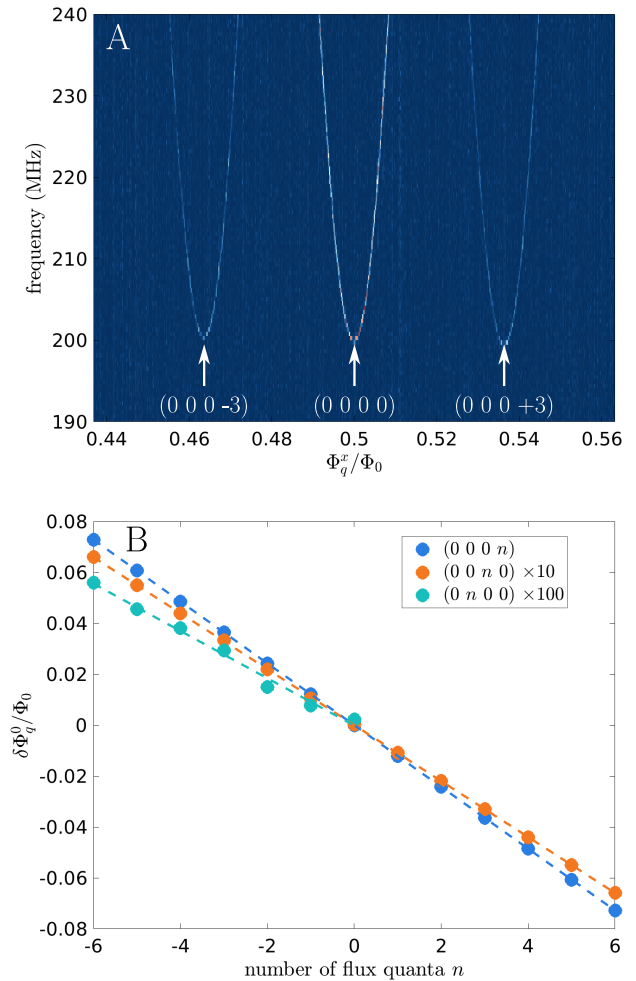 A
240
230
220
210
200
190
frequency (MHz)
(0 0 0 -3)
(0 0 0 0)
(0 0 0 +3)
0.44
0.46
0.48
0.5
0.52
0.54
0.56
Φ_q^x/Φ_0
B
0.08
0.06
0.04
0.02
0
-0.02
-0.04
-0.06
-0.08
δΦ_q^0/Φ_0
(0 0 0 n)
(0 0 n 0) ×10
(0 n 0 0) ×100
-6
-4
-2
0
2
4
6
number of flux quanta n